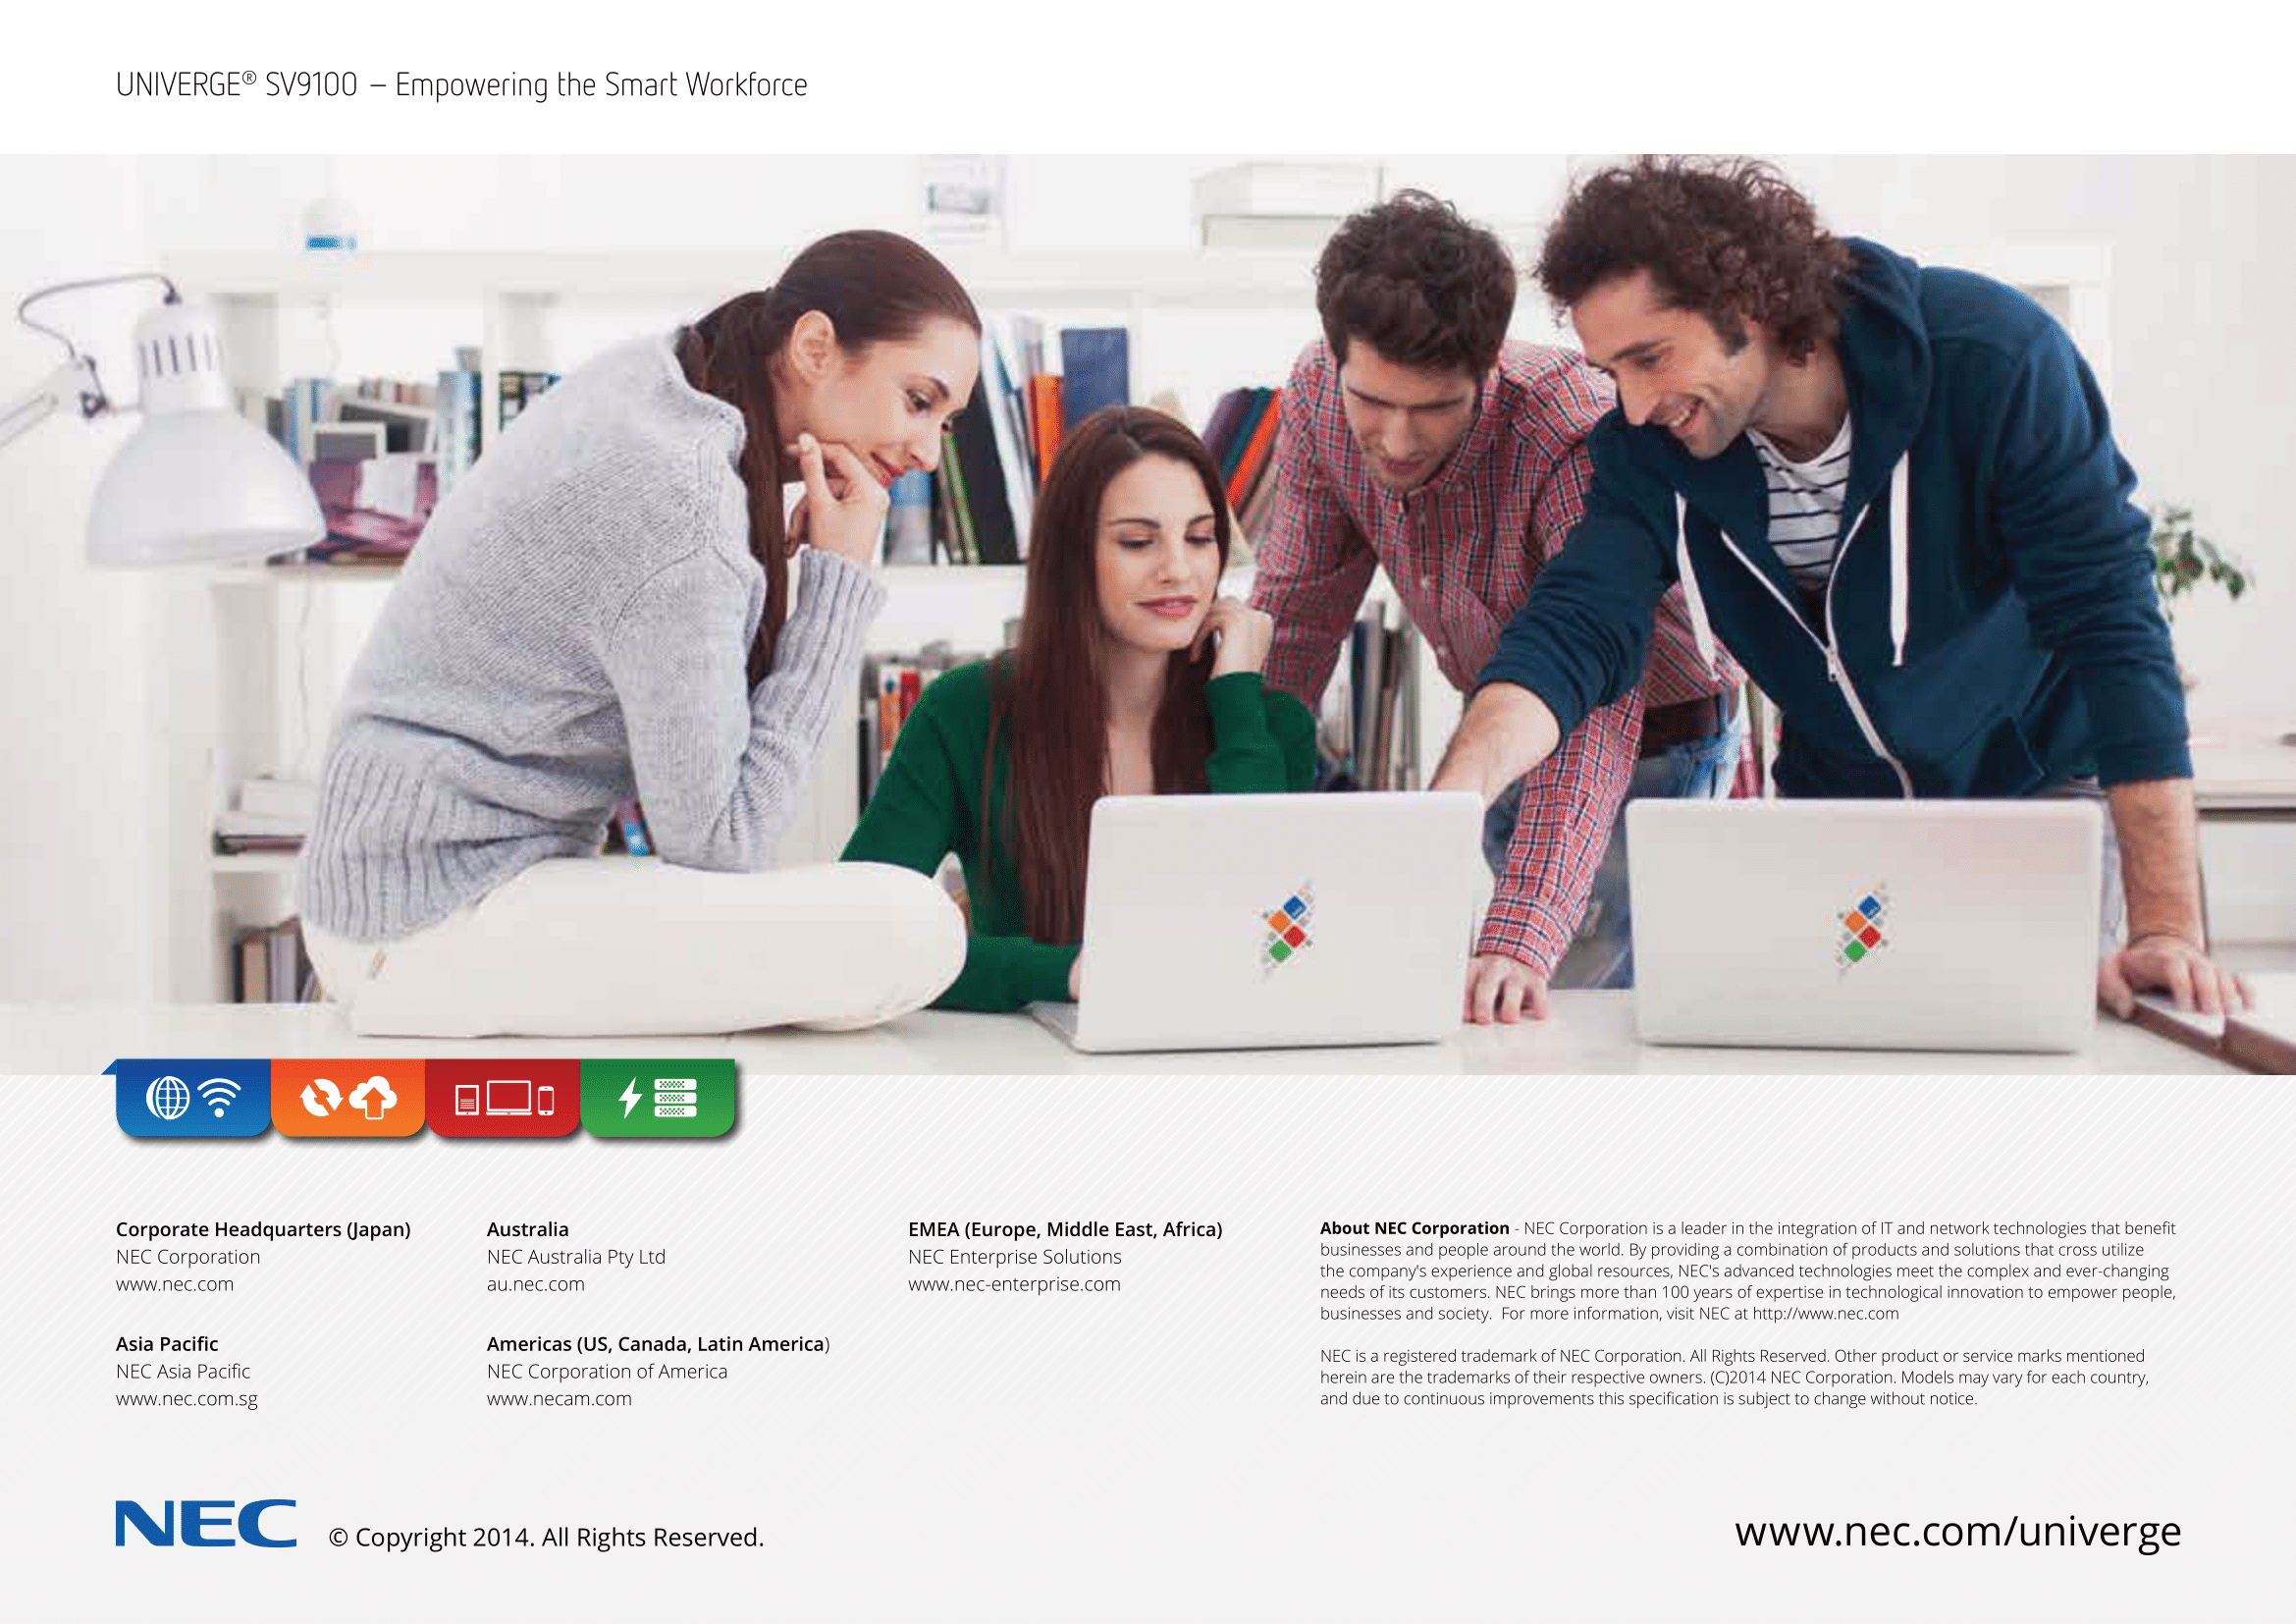 UNIVERGE® SV9100 – Empowering the Smart Workforce
Corporate Headquarters (Japan)
NEC Corporation
www.nec.com
Asia Pacific
NEC Asia Pacific
www.nec.com.sg
Australia
NEC Australia Pty Ltd
au.nec.com
Americas (US, Canada, Latin America)
NEC Corporation of America
www.necam.com
EMEA (Europe, Middle East, Africa)
NEC Enterprise Solutions
www.nec-enterprise.com
About NEC Corporation - NEC Corporation is a leader in the integration of IT and network technologies that benefit
businesses and people around the world. By providing a combination of products and solutions that cross utilize
the company's experience and global resources, NEC's advanced technologies meet the complex and ever-changing
needs of its customers. NEC brings more than 100 years of expertise in technological innovation to empower people,
businesses and society.  For more information, visit NEC at http://www.nec.com
NEC is a registered trademark of NEC Corporation. All Rights Reserved. Other product or service marks mentioned
herein are the trademarks of their respective owners. (C)2014 NEC Corporation. Models may vary for each country,
and due to continuous improvements this specification is subject to change without notice.
NEC © Copyright 2014. All Rights Reserved.
www.nec.com/univerge